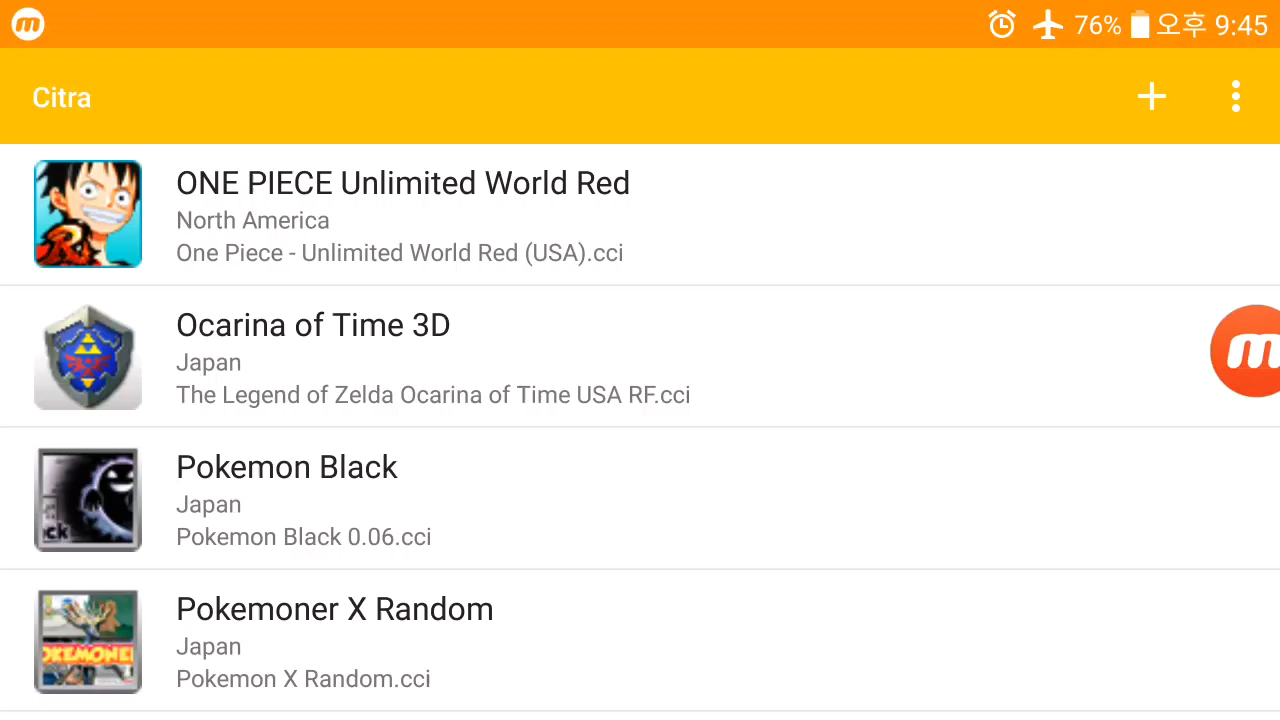 76% 오후 9:45
Citra
ONE PIECE Unlimited World Red
North America
One Piece - Unlimited World Red (USA).cci
Ocarina of Time 3D
Japan
The Legend of Zelda Ocarina of Time USA RF.cci
m
Pokemon Black
Japan
Pokemon Black 0.06.cci
ck
Pokemoner X Random
Japan
Pokemon X Random.cci
POKEMONE